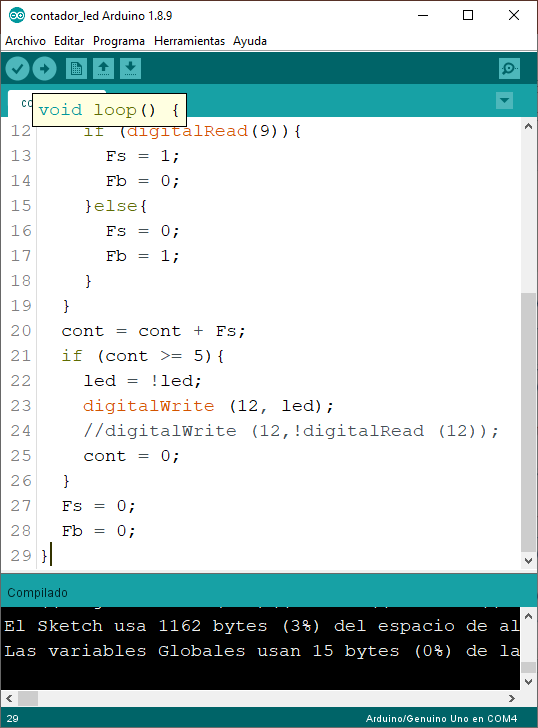 contador_led Arduino 1.8.9
Archivo Editar Programa Herramientas Ayuda
void loop() {
12 if (digitalRead(9)){
13 Fs = 1;
14 Fb = 0;
15 }else{
16 Fs = 0;
17 Fb = 1;
18 }
19 }
20 cont = cont + Fs;
21 if (cont >= 5){
22 led = !led;
23 digitalWrite (12, led);
24 //digitalWrite (12,!digitalRead (12));
25 cont = 0;
26 }
27 Fs = 0;
28 Fb = 0;
29 }
Compilado
El Sketch usa 1162 bytes (3%) del espacio de al
Las variables Globales usan 15 bytes (0%) de la
29 Arduino/Genuino Uno en COM4